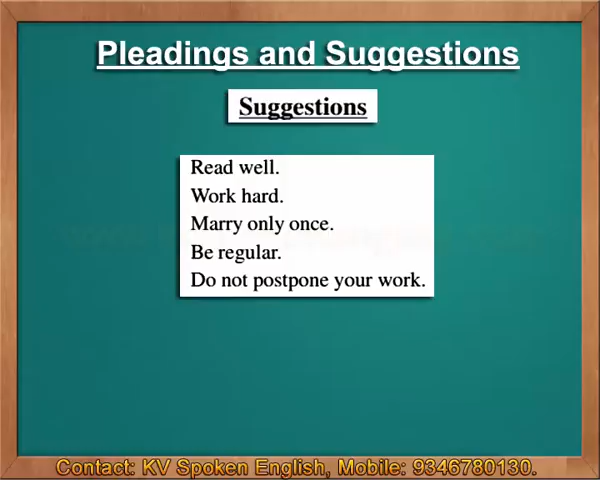 Pleadings and Suggestions
Suggestions
Read well.
Work hard.
Marry only once.
Be regular.
Do not postpone your work.
Contact: KV Spoken English, Mobile: 9346780130.